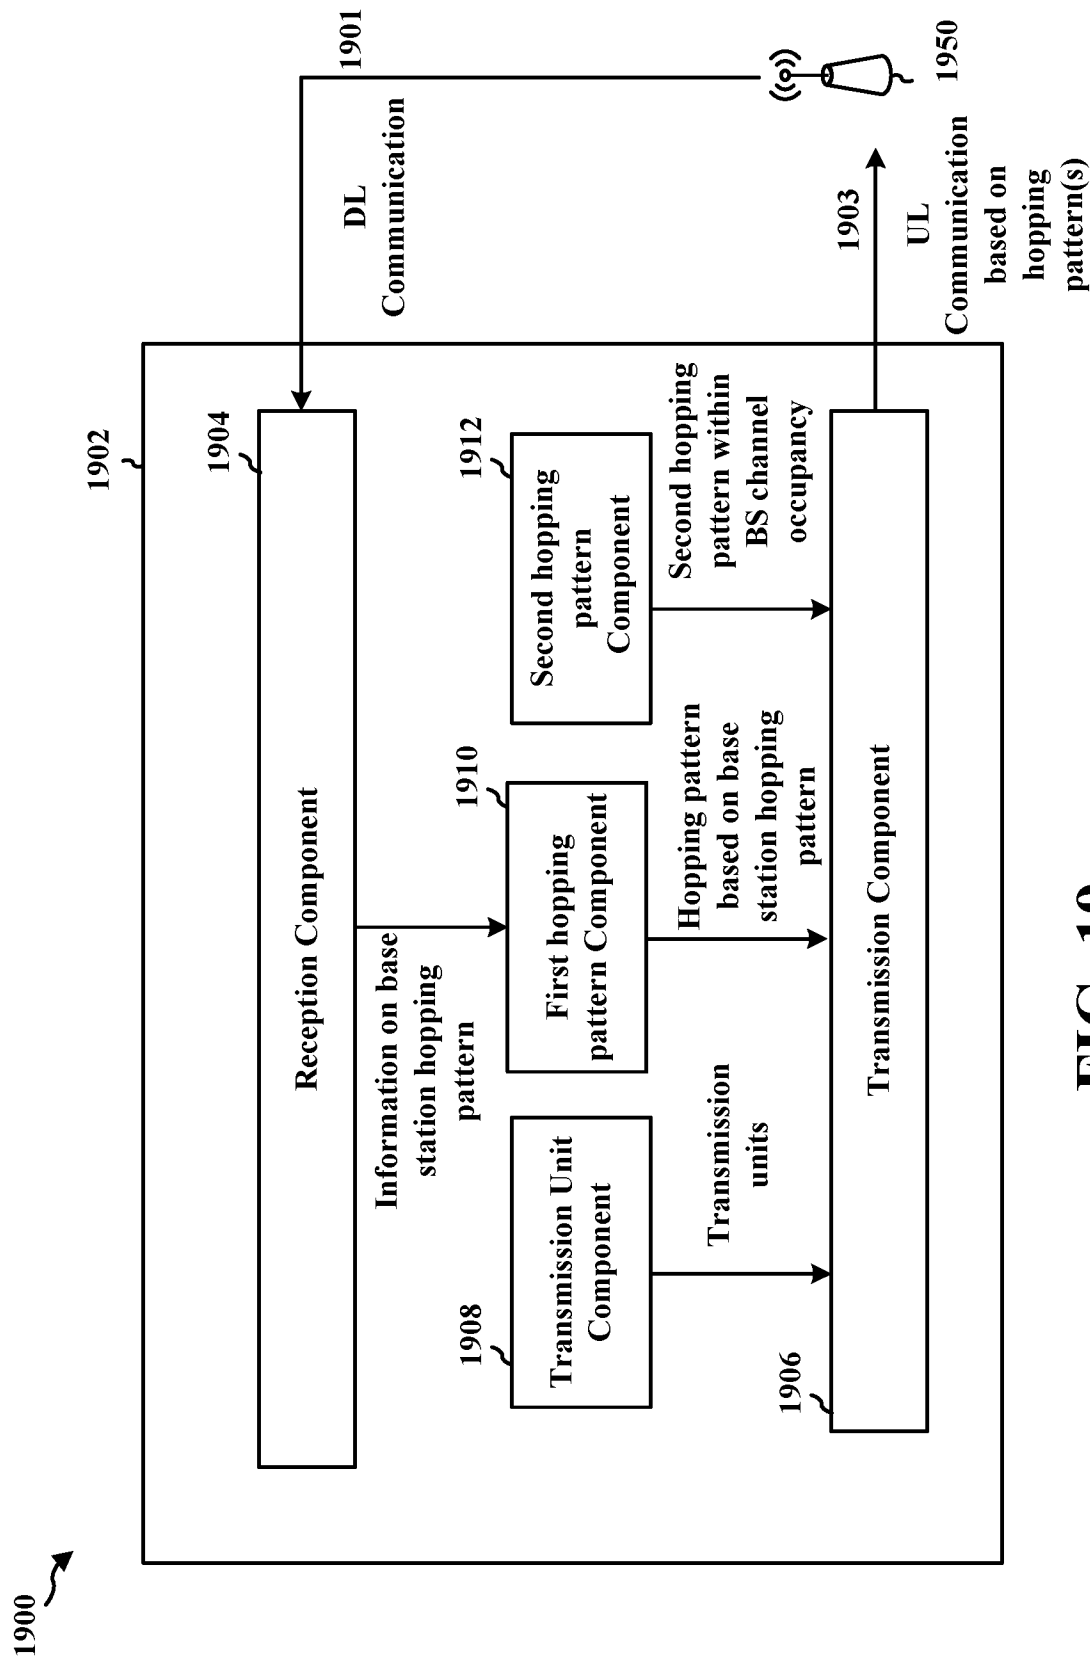 1900
1902
1904
Reception Component
DL
Communication
1901
Information on base
station hopping
pattern
1908
Transmission Unit
Component
1910
First hopping
pattern Component
1912
Second hopping
pattern
Component
Transmission
units
Hopping pattern
based on base
station hopping
pattern
Second hopping
pattern within
BS channel
occupancy
1906
Transmission Component
1903
UL
Communication
based on
hopping
pattern(s)
1950